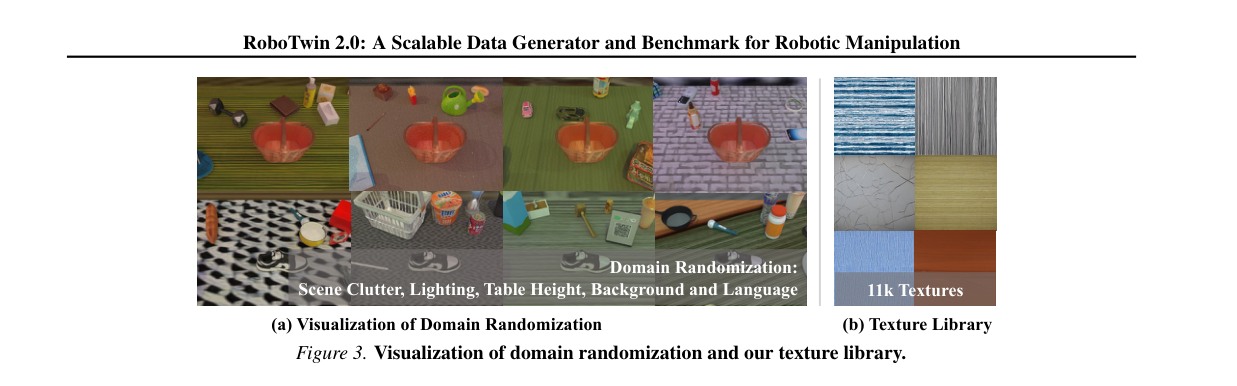 RoboTwin 2.0: A Scalable Data Generator and Benchmark for Robotic Manipulation
Domain Randomization:
Scene Clutter, Lighting, Table Height, Background and Language
11k Textures
(a) Visualization of Domain Randomization
(b) Texture Library
Figure 3. Visualization of domain randomization and our texture library.